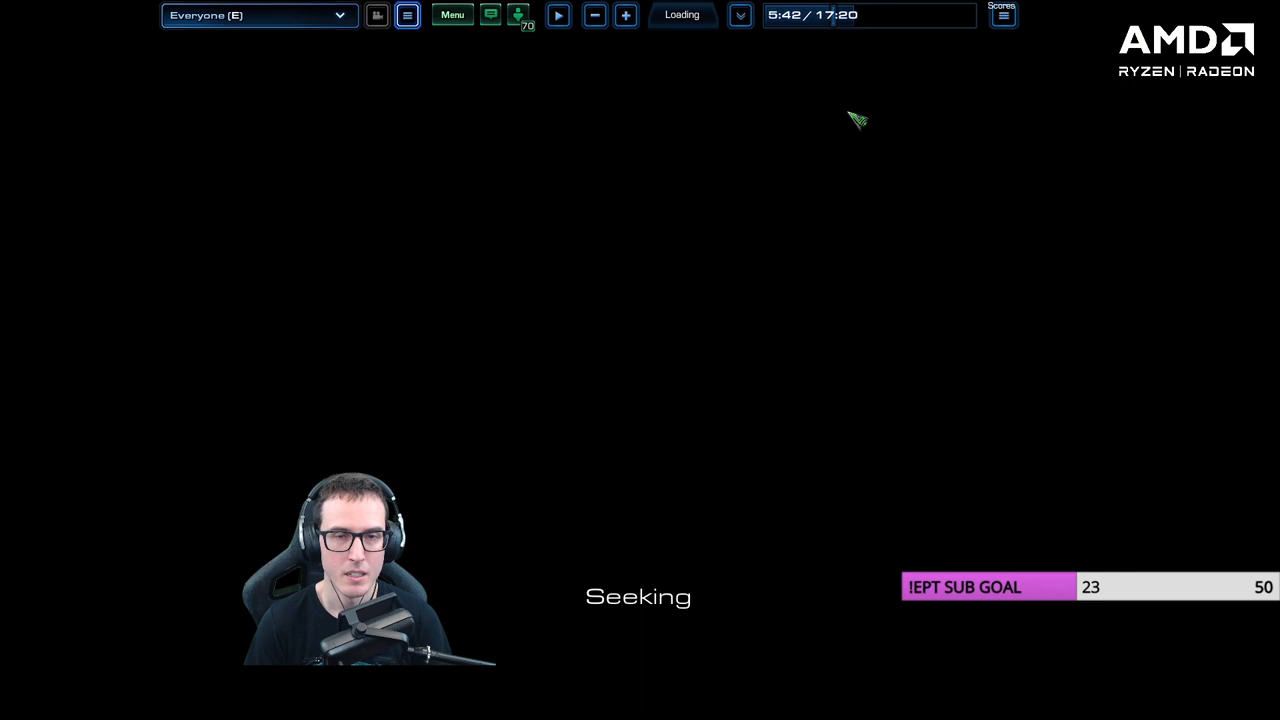 Everyone (E)
Menu
70
Loading
5:42 / 17:20
Scores
AMD
RYZEN | RADEON
Seeking
!EPT SUB GOAL
23
50